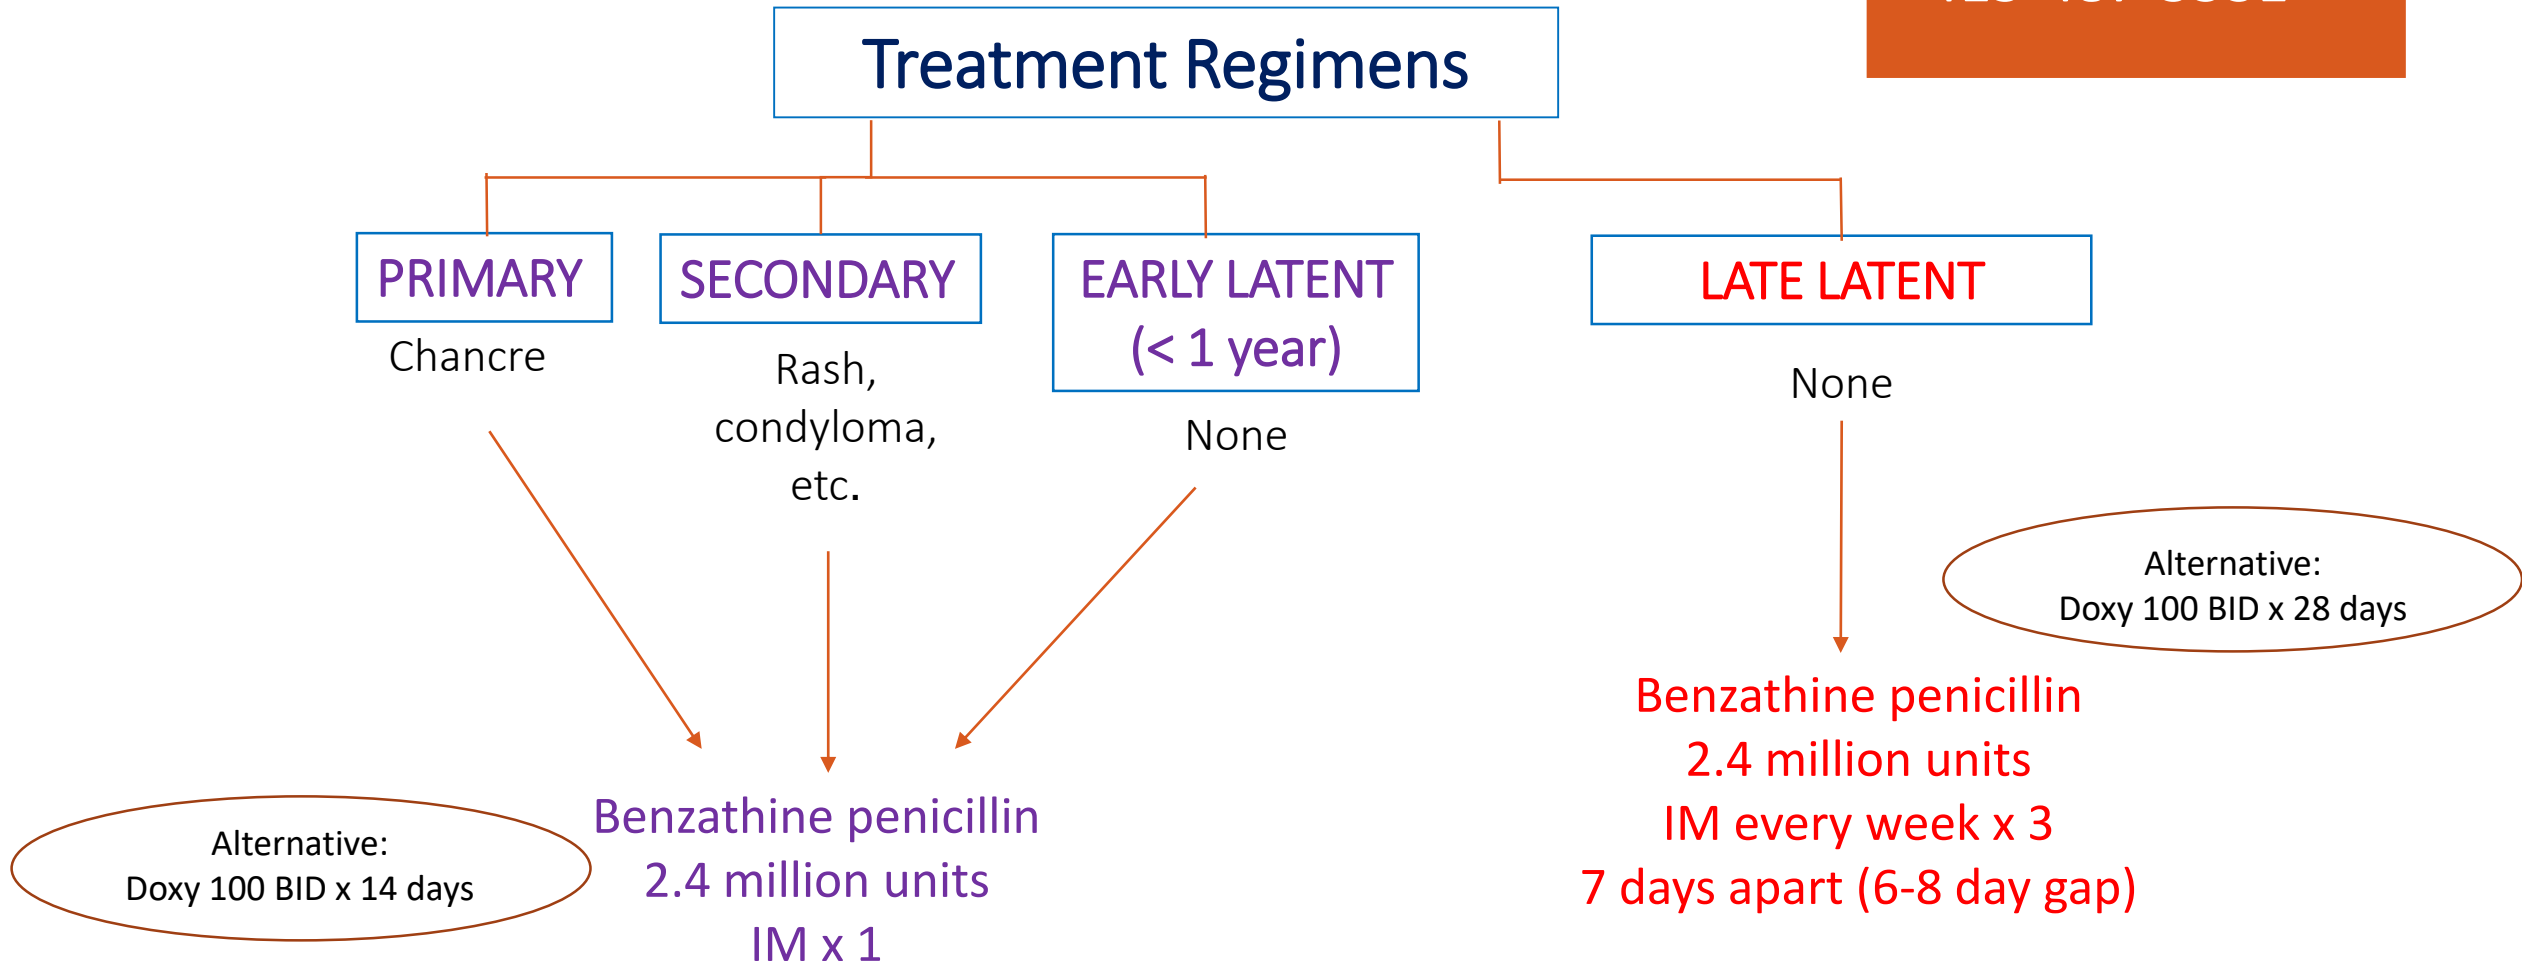 Treatment Regimens
PRIMARY
Chancre
SECONDARY
Rash,
condyloma,
etc.
EARLY LATENT
(< 1 year)
None
LATE LATENT
None
Alternative:
Doxy 100 BID x 14 days
Benzathine penicillin
2.4 million units
IM x 1
Alternative:
Doxy 100 BID x 28 days
Benzathine penicillin
2.4 million units
IM every week x 3
7 days apart (6-8 day gap)